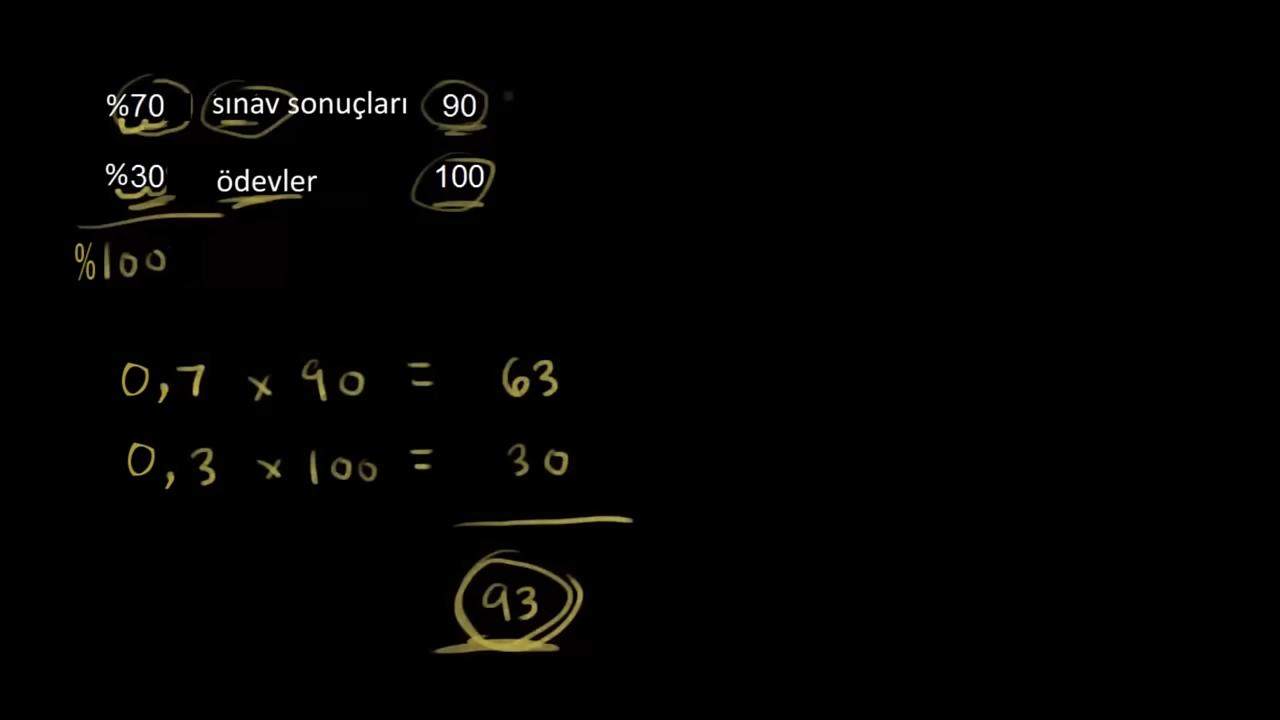 %70 sınav sonuçları 90
%30 ödevler 100
%100
0,7 x 90 = 63
0,3 x 100 = 30
93